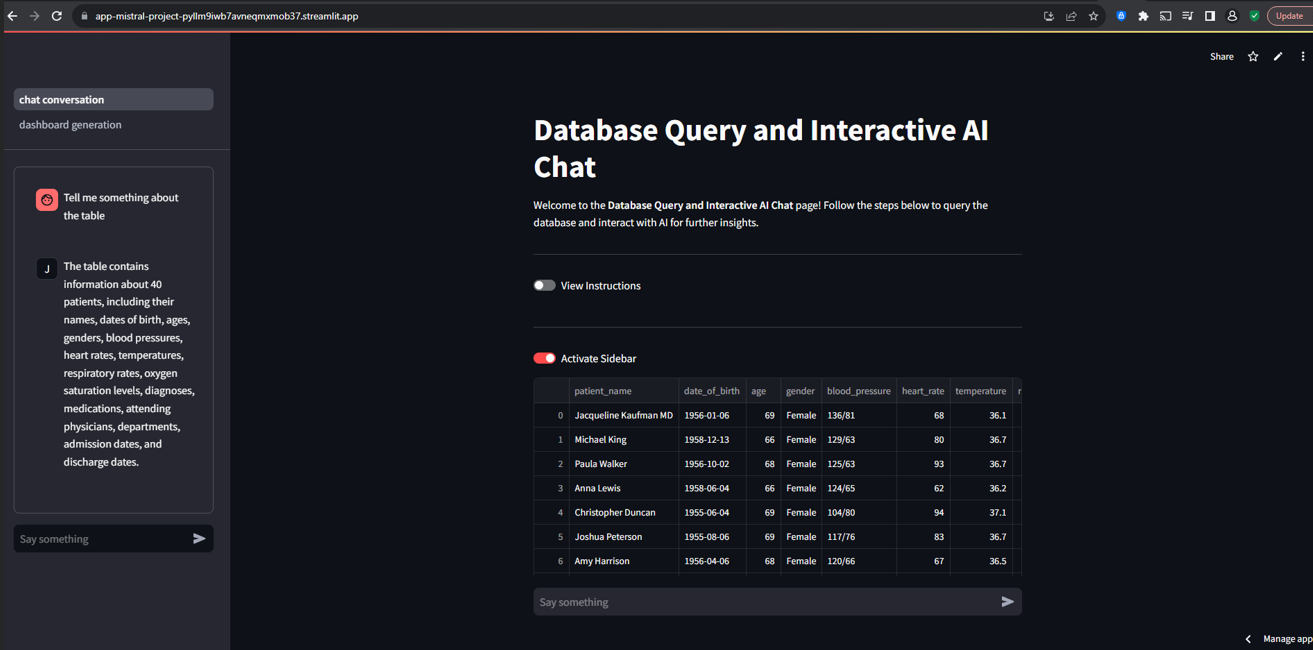 app-mistral-project-pyllm9iwb7avneqmxmob37.streamlit.app
Update
Share
chat conversation
dashboard generation
Tell me something about
the table
J
The table contains
information about 40
patients, including their
names, dates of birth, ages,
genders, blood pressures,
heart rates, temperatures,
respiratory rates, oxygen
saturation levels, diagnoses,
medications, attending
physicians, departments,
admission dates, and
discharge dates.
Say something
Database Query and Interactive AI
Chat
Welcome to the Database Query and Interactive AI Chat page! Follow the steps below to query the
database and interact with AI for further insights.
View Instructions
Activate Sidebar
patient_name date_of_birth age gender blood_pressure heart_rate temperature r
0 Jacqueline Kaufman MD 1956-01-06 69 Female 136/81 68 36.1
1 Michael King 1958-12-13 66 Female 129/63 80 36.7
2 Paula Walker 1956-10-02 68 Female 125/63 93 36.7
3 Anna Lewis 1958-06-04 66 Female 124/65 62 36.2
4 Christopher Duncan 1955-06-04 69 Female 104/80 94 37.1
5 Joshua Peterson 1955-08-06 69 Female 117/76 83 36.7
6 Amy Harrison 1956-04-06 68 Female 120/66 67 36.5
Say something
Manage app